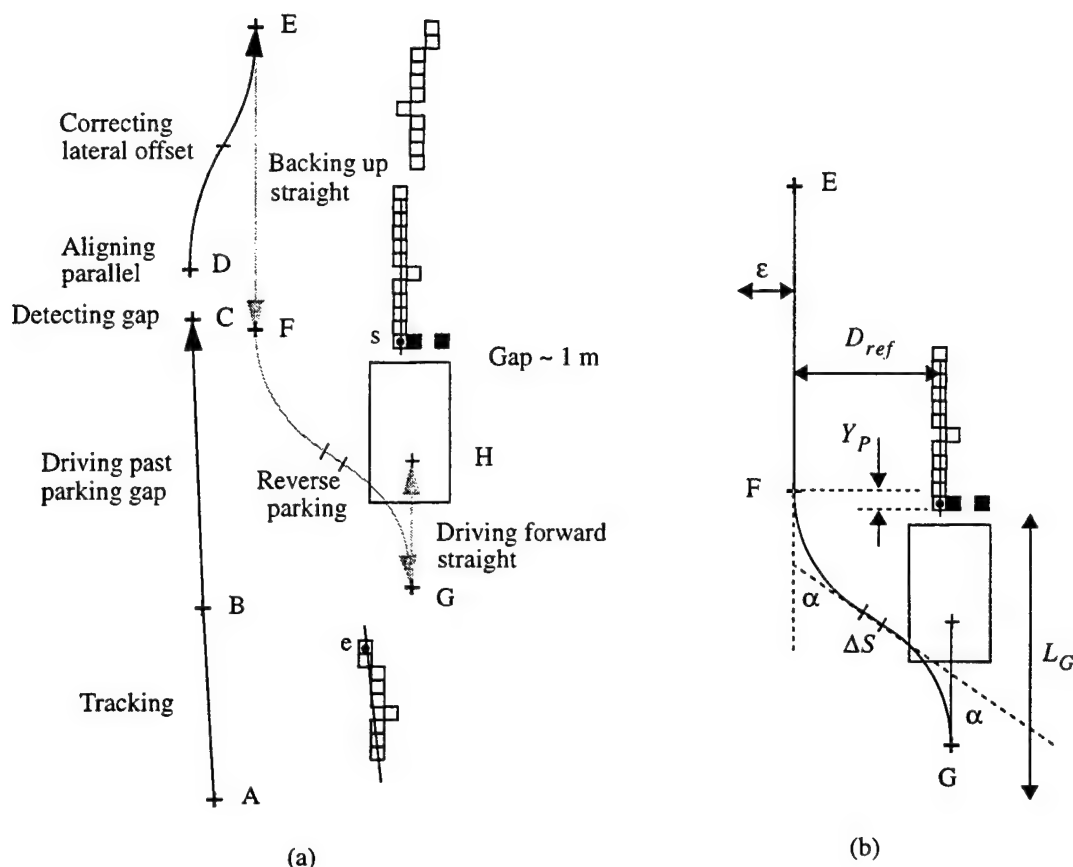 E
Correcting
lateral offset
Backing up
straight
Aligning
parallel
D
Detecting gap
C
F
s
Gap ~ 1 m
Driving past
parking gap
H
Reverse
parking
Driving forward
straight
G
B
e
Tracking
A
(a)
E
ε
D_ref
Y_P
F
α
ΔS
L_G
α
G
(b)